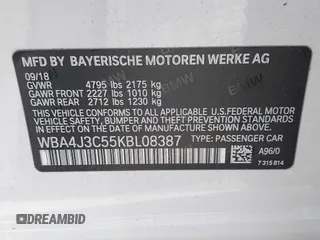 MFD BY BAYERISCHE MOTOREN WERKE AG
09/18
GVWR 4795 lbs 2175 kg
GAWR FRONT 2227 lbs 1010 kg
GAWR REAR 2712 lbs 1230 kg
THIS VEHICLE CONFORMS TO ALL APPLICABLE U.S.FEDERAL MOTOR
VEHICLE SAFETY, BUMPER, AND THEFT PREVENTION STANDARDS IN
EFFECT ON THE DATE OF MANUFACTURE SHOWN ABOVE.
WBA4J3C55KBL08387 TYPE: PASSENGER CAR
A96/0
7 315 814
BIDHISTORY